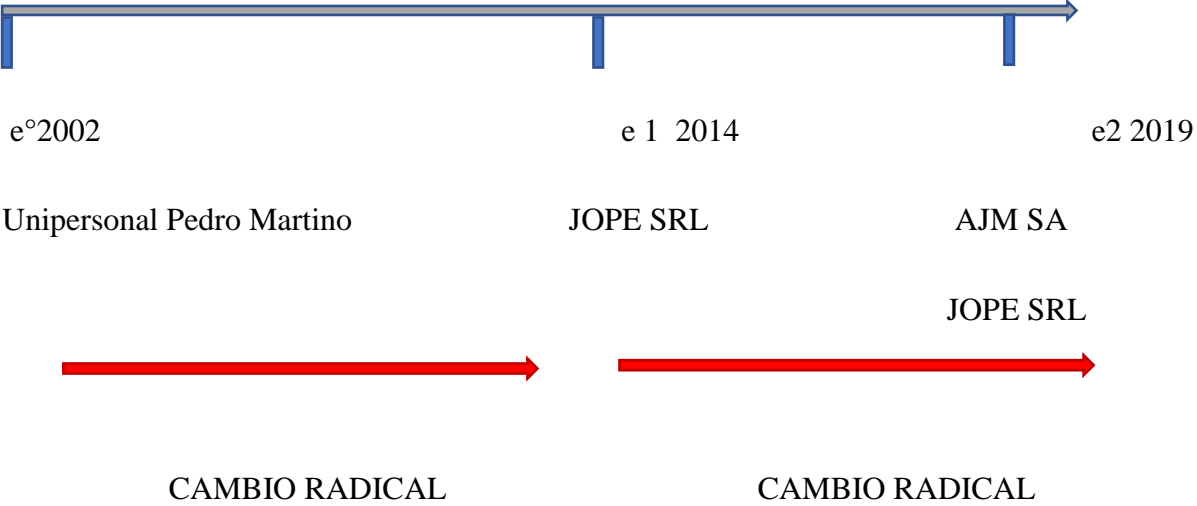 e°2002 e 1 2014 e2 2019
Unipersonal Pedro Martino JOPE SRL AJM SA
JOPE SRL
CAMBIO RADICAL CAMBIO RADICAL